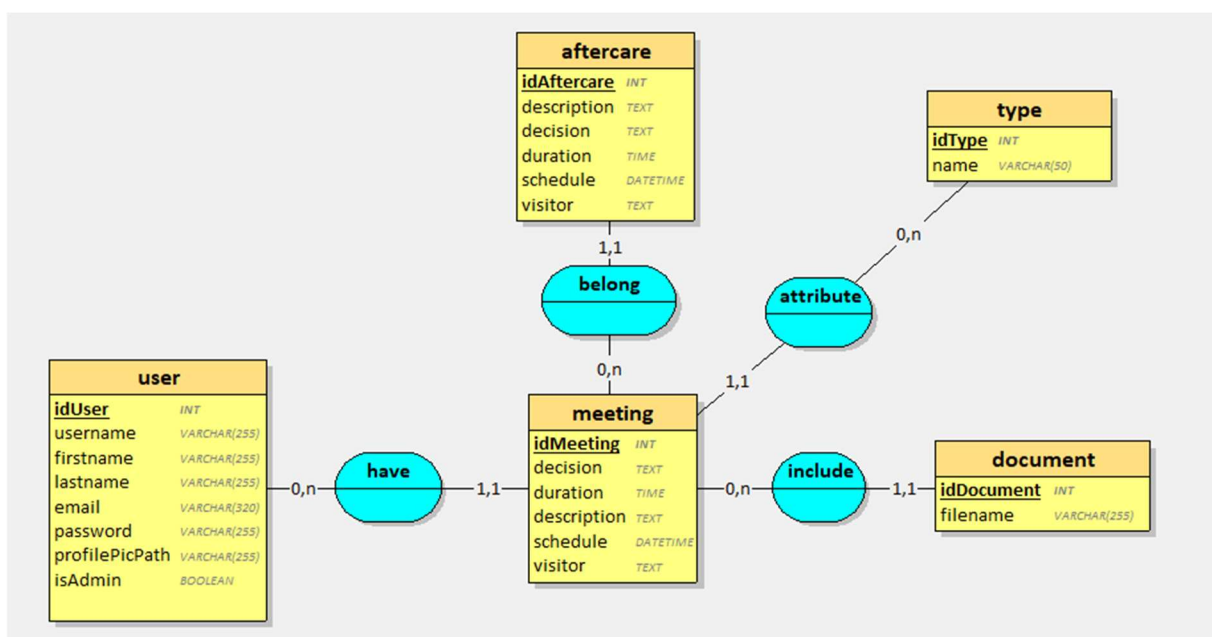 aftercare
idAftercare INT
description TEXT
decision TEXT
duration TIME
schedule DATETIME
visitor TEXT
type
idType INT
name VARCHAR(50)
1,1
0,n
belong
attribute
0,n
1,1
user
idUser INT
username VARCHAR(255)
firstname VARCHAR(255)
lastname VARCHAR(255)
email VARCHAR(320)
password VARCHAR(255)
profilePicPath VARCHAR(255)
isAdmin BOOLEAN
0,n
have
1,1
meeting
idMeeting INT
decision TEXT
duration TIME
description TEXT
schedule DATETIME
visitor TEXT
0,n
include
1,1
document
idDocument INT
filename VARCHAR(255)